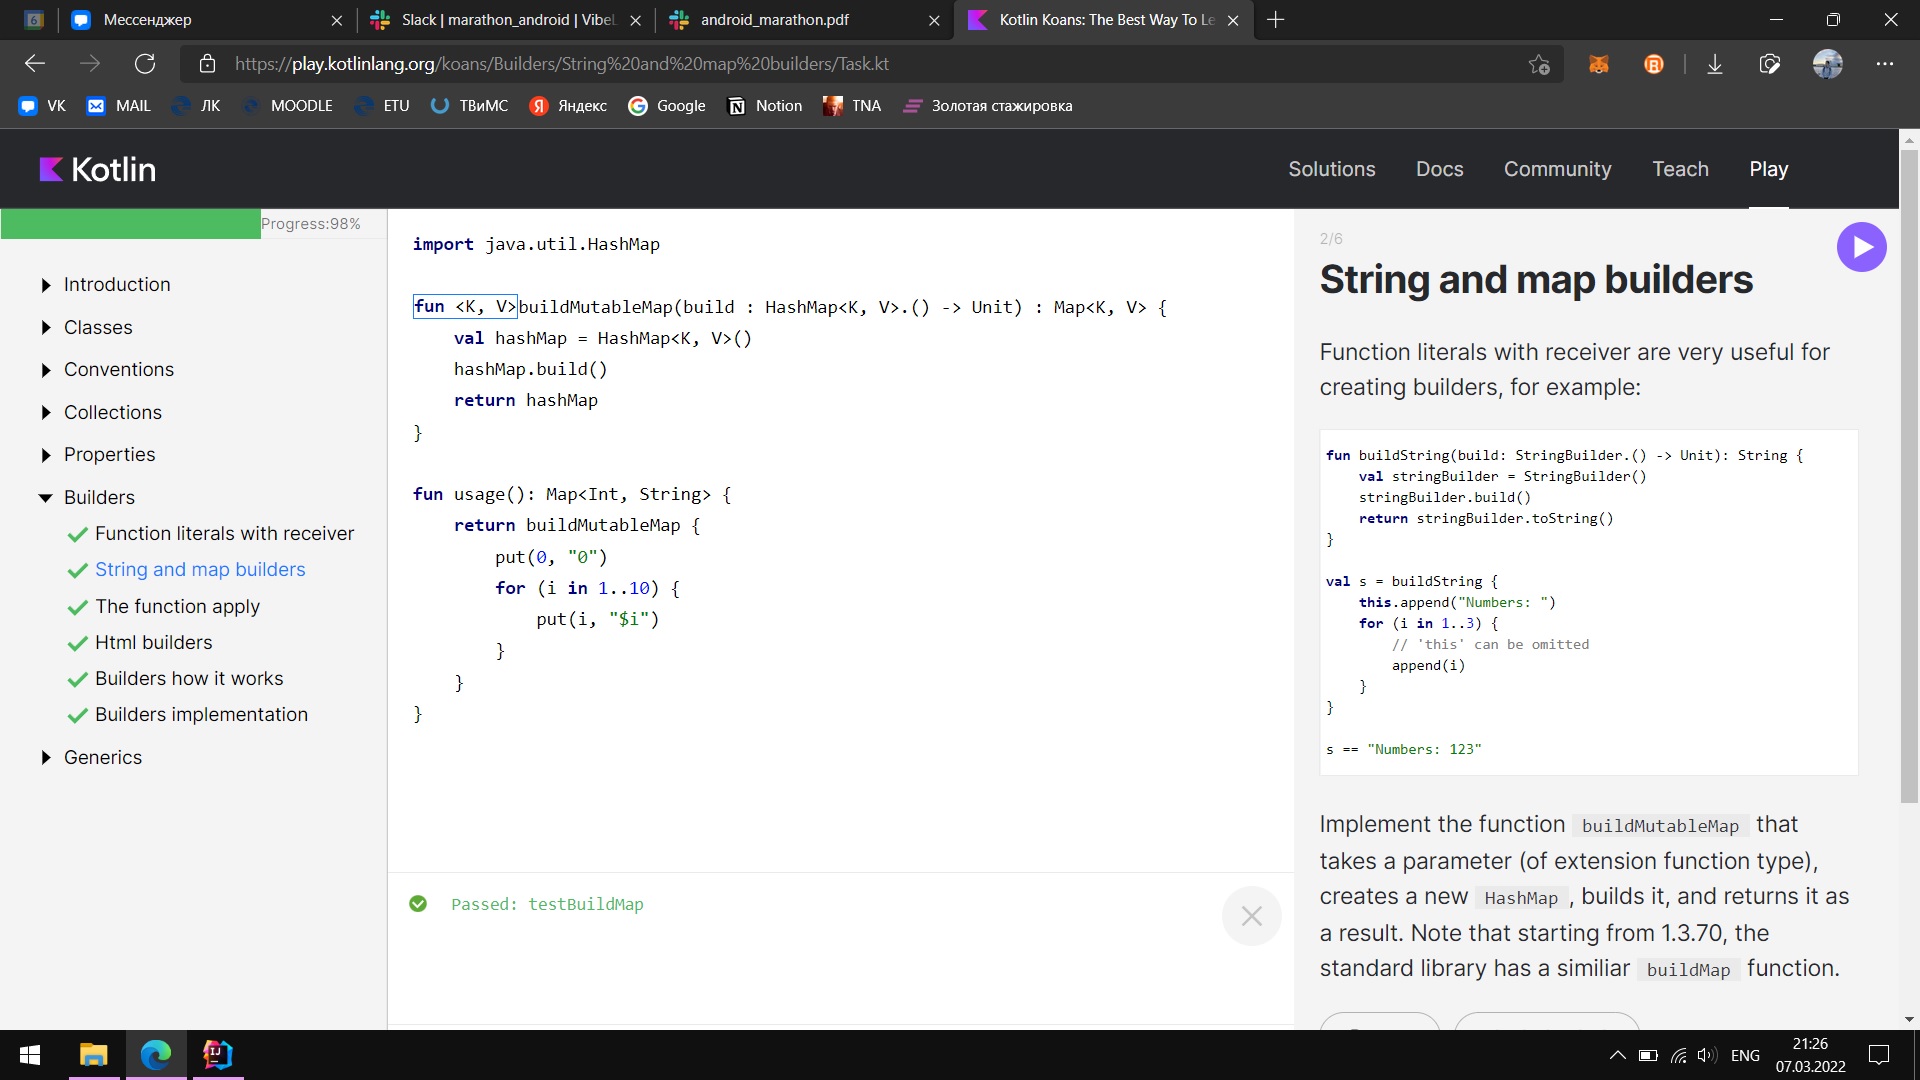 6
Мессенджер
Slack | marathon_android | VibeL
android_marathon.pdf
Kotlin Koans: The Best Way To Le
https://play.kotlinlang.org/koans/Builders/String%20and%20map%20builders/Task.kt
VK
MAIL
ЛК
MOODLE
ETU
ТВиМС
Яндекс
Google
Notion
TNA
Золотая стажировка
Kotlin
Solutions
Docs
Community
Teach
Play
Progress:98%
Introduction
Classes
Conventions
Collections
Properties
Builders
Function literals with receiver
String and map builders
The function apply
Html builders
Builders how it works
Builders implementation
Generics
import java.util.HashMap
fun <K, V>buildMutableMap(build : HashMap<K, V>.() -> Unit) : Map<K, V> {
val hashMap = HashMap<K, V>()
hashMap.build()
return hashMap
}
fun usage(): Map<Int, String> {
return buildMutableMap {
put(0, "0")
for (i in 1..10) {
put(i, "$i")
}
}
}
Passed: testBuildMap
2/6
String and map builders
Function literals with receiver are very useful for
creating builders, for example:
fun buildString(build: StringBuilder.() -> Unit): String {
val stringBuilder = StringBuilder()
stringBuilder.build()
return stringBuilder.toString()
}
val s = buildString {
this.append("Numbers: ")
for (i in 1..3) {
// 'this' can be omitted
append(i)
}
}
s == "Numbers: 123"
Implement the function buildMutableMap that
takes a parameter (of extension function type),
creates a new HashMap , builds it, and returns it as
a result. Note that starting from 1.3.70, the
standard library has a similiar buildMap function.
ENG
21:26
07.03.2022